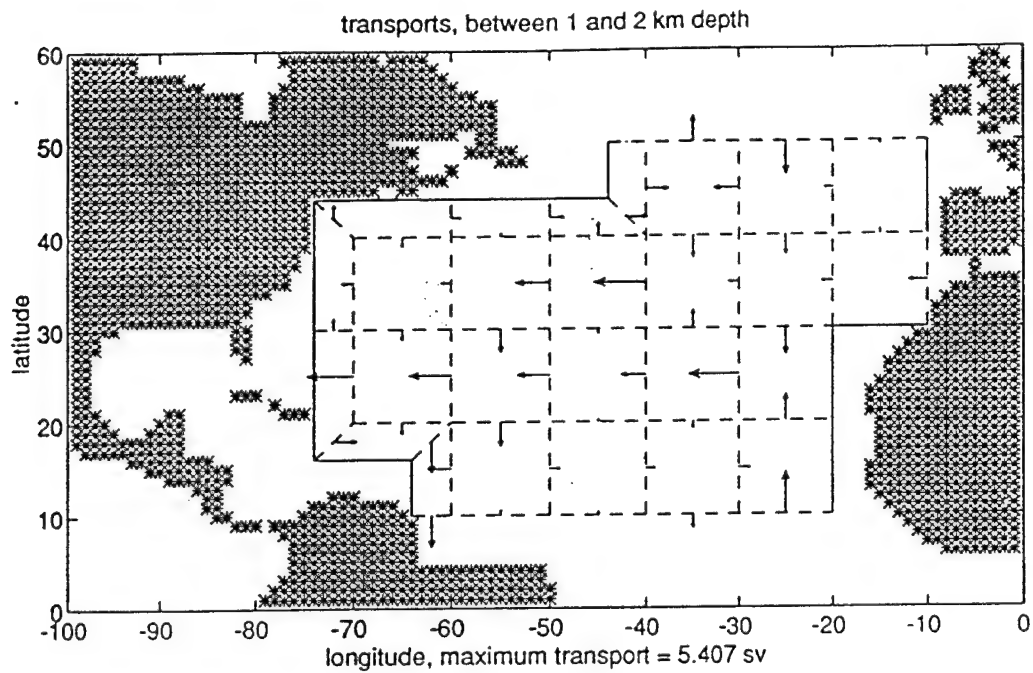 transports, between 1 and 2 km depth
60
50
40
30
20
10
0
latitude
-100 -90 -80 -70 -60 -50 -40 -30 -20 -10 0
longitude, maximum transport = 5.407 sv